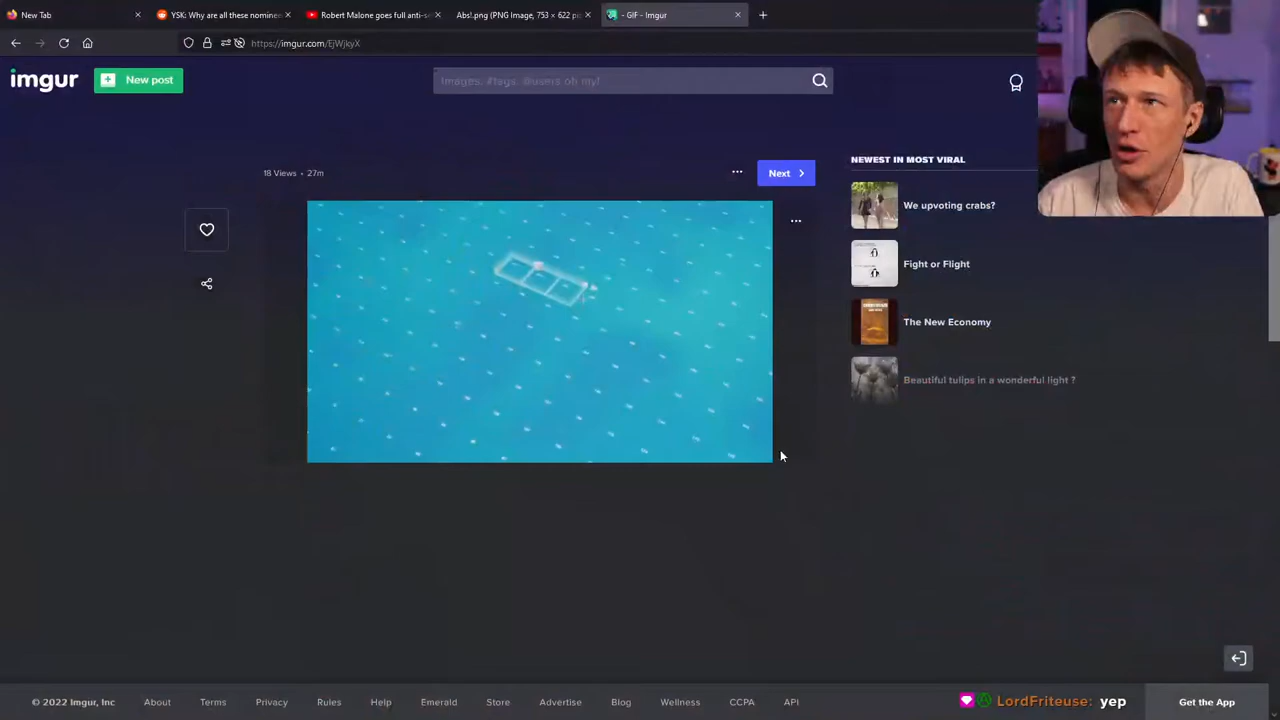 New Tab
YSK: Why are all these nominee
Robert Malone goes full anti-sc
Abs!.png (PNG Image, 753 × 622 pi
- GIF - Imgur
https://imgur.com/EjWjkyX
imgur
New post
Images, #tags, @users oh my!
18 Views • 27m
Next
NEWEST IN MOST VIRAL
We upvoting crabs?
Fight or Flight
The New Economy
Beautiful tulips in a wonderful light ?
© 2022 Imgur, Inc
About
Terms
Privacy
Rules
Help
Emerald
Store
Advertise
Blog
Wellness
CCPA
API
LordFriteuse: yep
Get the App